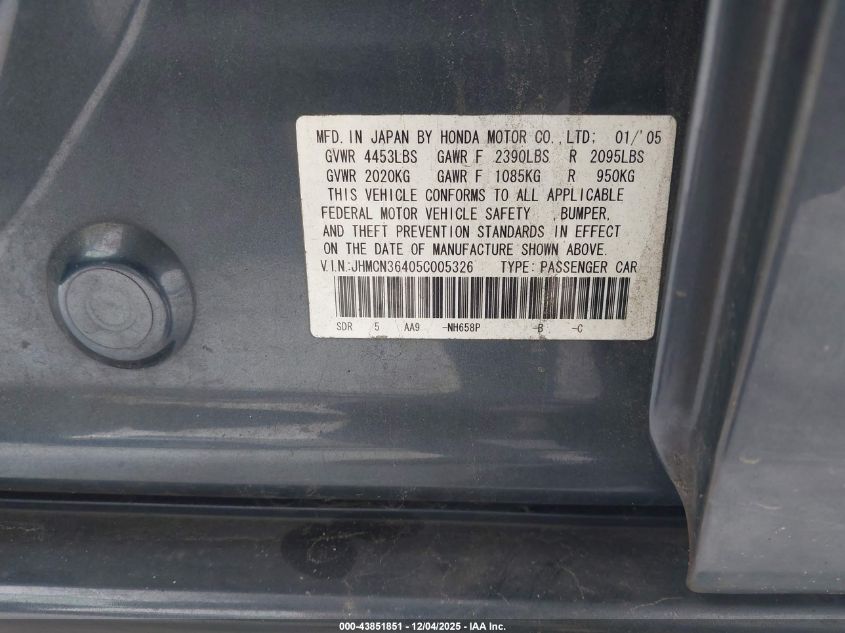 MFD. IN JAPAN BY HONDA MOTOR CO.,LTD; 01/'05
GVWR 4453LBS GAWR F 2390LBS R 2095LBS
GVWR 2020KG GAWR F 1085KG R 950KG
THIS VEHICLE CONFORMS TO ALL APPLICABLE
FEDERAL MOTOR VEHICLE SAFETY ,BUMPER,
AND THEFT PREVENTION STANDARDS IN EFFECT
ON THE DATE OF MANUFACTURE SHOWN ABOVE.
V.I.N:JHMCN36405C005326 TYPE: PASSENGER CAR
SDR 5 AA9 -NH658P -B -C
000-43851851 - 12/04/2025 - IAA Inc.